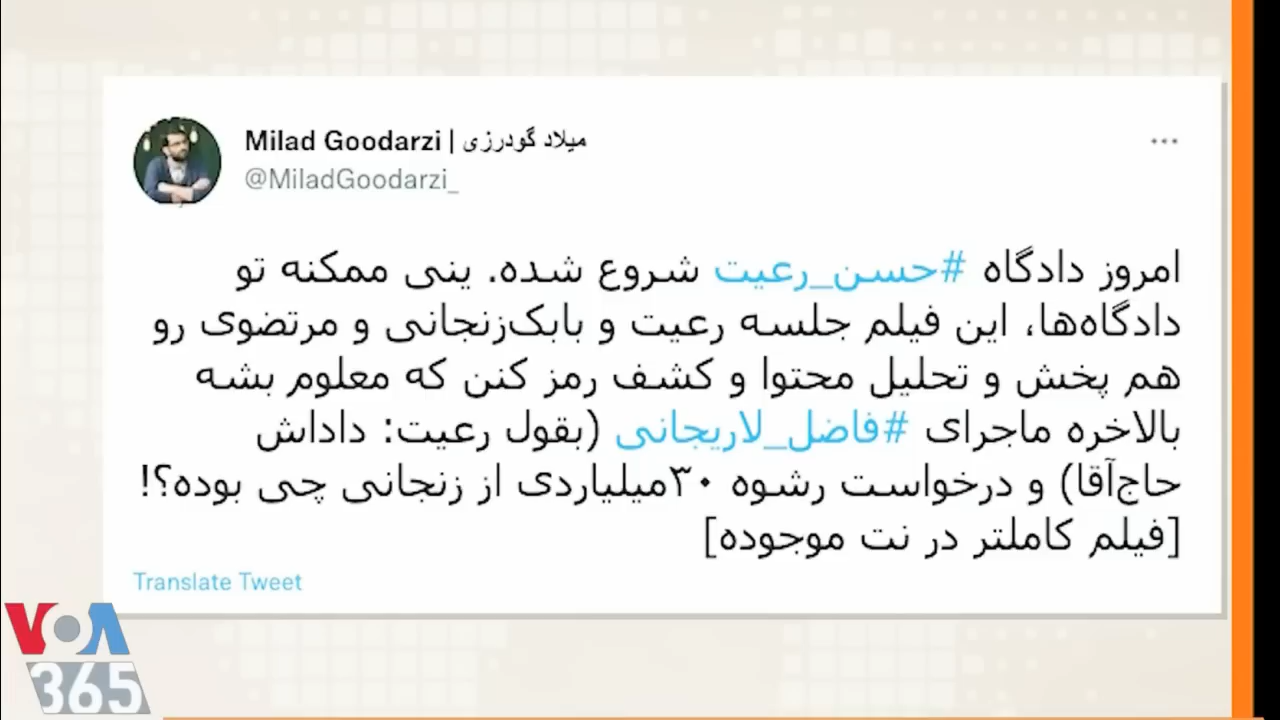 Milad Goodarzi | میلاد گودرزی
@MiladGoodarzi_
امروز دادگاه #حسن_رعیت شروع شده. ینی ممکنه تو
دادگاه‌ها، این فیلم جلسه رعیت و بابک‌زنجانی و مرتضوی رو
هم پخش و تحلیل محتوا و کشف رمز کنن که معلوم بشه
بالاخره ماجرای #فاضل_لاریجانی (بقول رعیت: داداش
حاج‌آقا) و درخواست رشوه ۳۰میلیاردی از زنجانی چی بوده؟!
[فیلم کاملتر در نت موجوده]
Translate Tweet
VOA
365